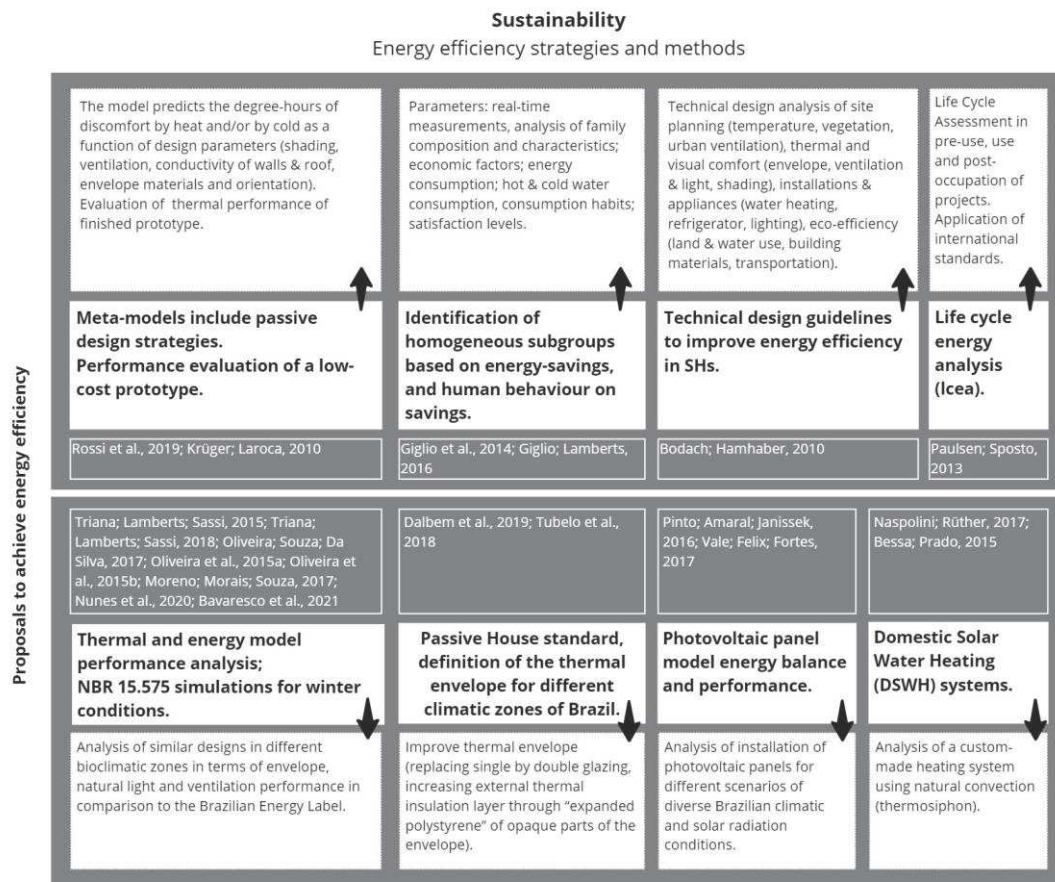 Sustainability
Energy efficiency strategies and methods
Proposals to achieve energy efficiency
The model predicts the degree-hours of
discomfort by heat and/or by cold as a
function of design parameters (shading,
ventilation, conductivity of walls & roof,
envelope materials and orientation).
Evaluation of thermal performance of
finished prototype.
Meta-models include passive
design strategies.
Performance evaluation of a low-
cost prototype.
Rossi et al., 2019; Krüger; Laroca, 2010
Parameters: real-time
measurements, analysis of family
composition and characteristics;
economic factors; energy
consumption; hot & cold water
consumption, consumption habits;
satisfaction levels.
Identification of
homogeneous subgroups
based on energy-savings,
and human behaviour on
savings.
Giglio et al., 2014; Giglio; Lamberts,
2016
Technical design analysis of site
planning (temperature, vegetation,
urban ventilation), thermal and
visual comfort (envelope, ventilation
& light, shading), installations &
appliances (water heating,
refrigerator, lighting), eco-efficiency
(land & water use, building
materials, transportation).
Technical design guidelines
to improve energy efficiency
in SHs.
Bodach; Hamhaber, 2010
Life Cycle
Assessment in
pre-use, use
and post-
occupation of
projects.
Application of
international
standards.
Life cycle
energy
analysis
(lcea).
Paulsen; Sposto,
2013
Triana; Lamberts; Sassi, 2015; Triana;
Lamberts; Sassi, 2018; Oliveira;
Souza; Da
Silva, 2017; Oliveira et al., 2015a; Oliveira
et al., 2015b; Moreno; Morais; Souza, 2017;
Nunes et al., 2020; Bavaresco et al., 2021
Thermal and energy model
performance analysis;
NBR 15.575 simulations for winter
conditions.
Analysis of similar designs in different
bioclimatic zones in terms of envelope,
natural light and ventilation performance in
comparison to the Brazilian Energy Label.
Dalbem et al., 2019; Tubelo et al.,
2018
Passive House standard,
definition of the thermal
envelope for different
climatic zones of Brazil.
Improve thermal envelope
(replacing single by double glazing,
increasing external thermal
insulation layer through “expanded
polystyrene” of opaque parts of the
envelope).
Pinto; Amaral; Janissek,
2016; Vale; Felix; Fortes,
2017
Photovoltaic panel
model energy balance
and performance.
Analysis of installation of
photovoltaic panels for
different scenarios of
diverse Brazilian climatic
and solar radiation
conditions.
Naspolini; Rüther, 2017;
Bessa; Prado, 2015
Domestic Solar
Water Heating
(DSWH) systems.
Analysis of a custom-
made heating system
using natural convection
(thermosiphon).